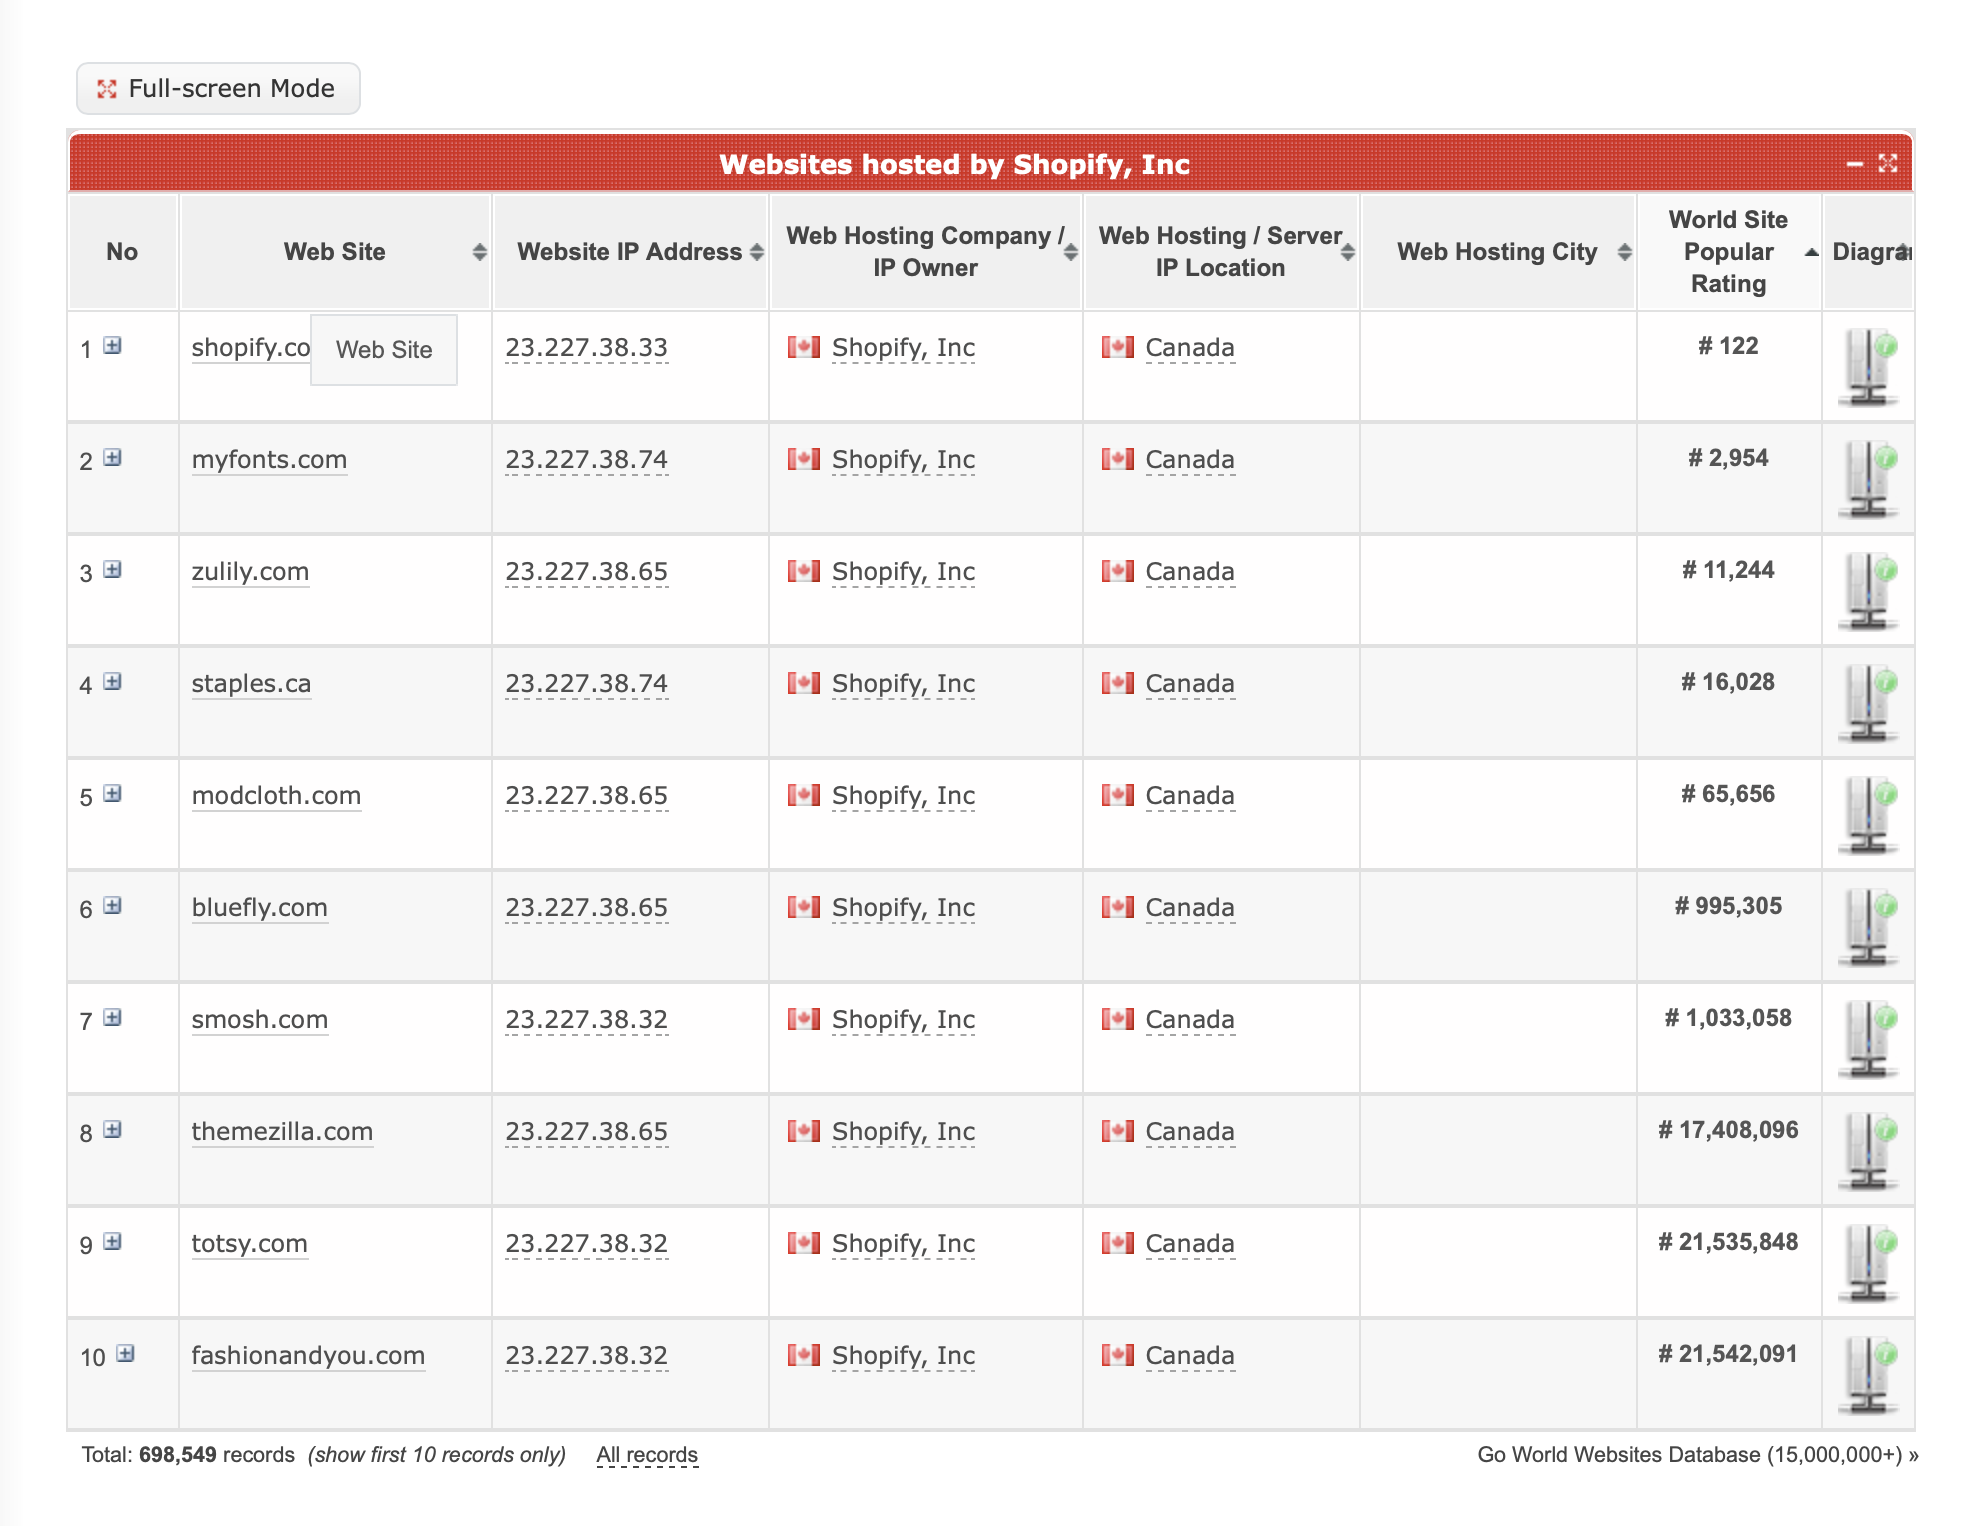 Full-screen Mode
Websites hosted by Shopify, Inc
No Web Site Website IP Address Web Hosting Company / IP Owner Web Hosting / Server IP Location Web Hosting City World Site Popular Rating Diagra
1 shopify.co 23.227.38.33 Shopify, Inc Canada # 122
Web Site
2 myfonts.com 23.227.38.74 Shopify, Inc Canada # 2,954
3 zulily.com 23.227.38.65 Shopify, Inc Canada # 11,244
4 staples.ca 23.227.38.74 Shopify, Inc Canada # 16,028
5 modcloth.com 23.227.38.65 Shopify, Inc Canada # 65,656
6 bluefly.com 23.227.38.65 Shopify, Inc Canada # 995,305
7 smosh.com 23.227.38.32 Shopify, Inc Canada # 1,033,058
8 themezilla.com 23.227.38.65 Shopify, Inc Canada # 17,408,096
9 totsy.com 23.227.38.32 Shopify, Inc Canada # 21,535,848
10 fashionandyou.com 23.227.38.32 Shopify, Inc Canada # 21,542,091
Total: 698,549 records (show first 10 records only) All records Go World Websites Database (15,000,000+) »